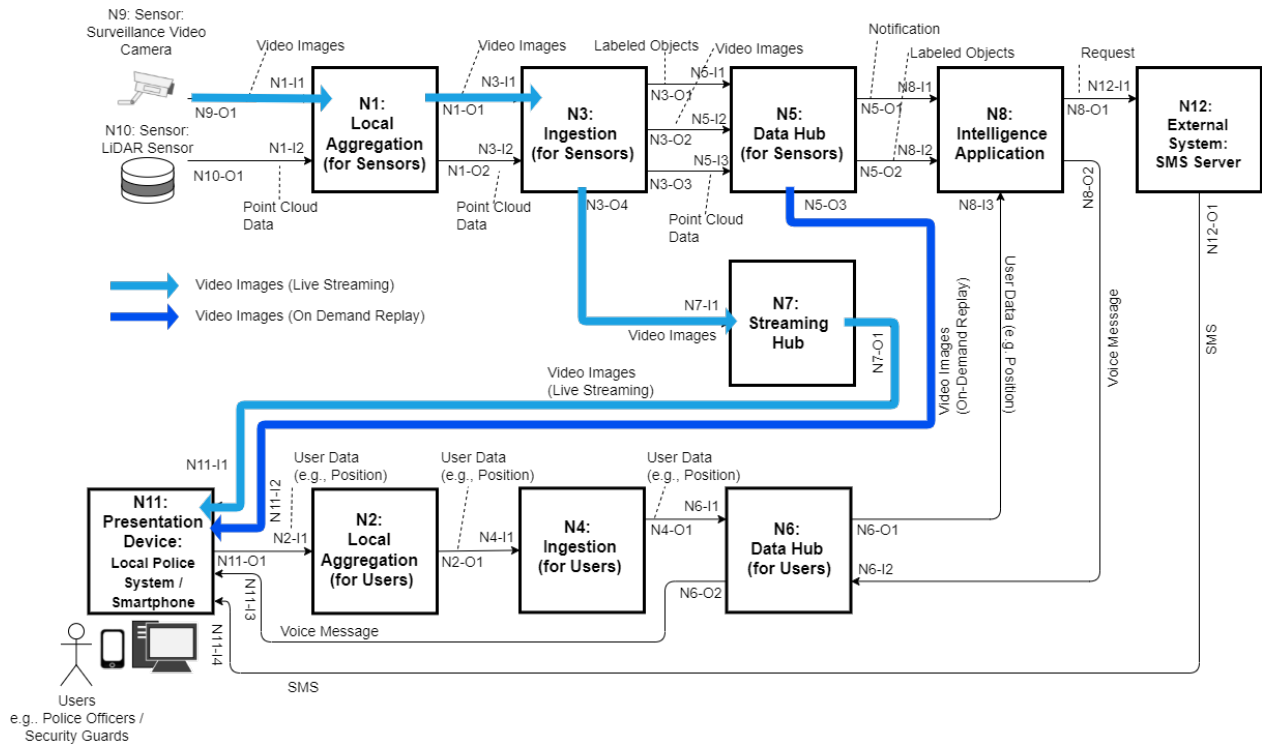 N9: Sensor:
Surveillance Video
Camera
Video Images
N1-I1
N9-O1
N10: Sensor:
LiDAR Sensor
N1-I2
N10-O1
Point Cloud
Data
N1:
Local
Aggregation
(for Sensors)
Video Images
N3-I1
N1-O1
N3-I2
N1-O2
Point Cloud
Data
N3:
Ingestion
(for Sensors)
Labeled Objects
Video Images
N5-I1
N3-O1
N5-I2
N3-O2
N5-I3
N3-O3
N3-O4
Point Cloud
Data
N5:
Data Hub
(for Sensors)
Notification
Labeled Objects
N8-I1
N5-O1
N8-I2
N5-O2
N5-O3
N8:
Intelligence
Application
Request
N12-I1
N8-O1
N8-O2
N8-I3
N12:
External
System:
SMS Server
N12-O1
Video Images (Live Streaming)
Video Images (On Demand Replay)
N7-I1
Video Images
N7:
Streaming
Hub
N7-O1
Video Images
(On-Demand Replay)
User Data (e.g. Position)
Voice Message
SMS
Video Images
(Live Streaming)
N11-I1
N11-I2
N11:
Presentation
Device:
Local Police
System /
Smartphone
User Data
(e.g., Position)
N2-I1
N11-O1
N2:
Local
Aggregation
(for Users)
User Data
(e.g., Position)
N4-I1
N2-O1
N4:
Ingestion
(for Users)
User Data
(e.g., Position)
N6-I1
N4-O1
N6:
Data Hub
(for Users)
N6-O1
N6-I2
N6-O2
N11-I3
Voice Message
N11-I4
SMS
Users
e.g.. Police Officers /
Security Guards